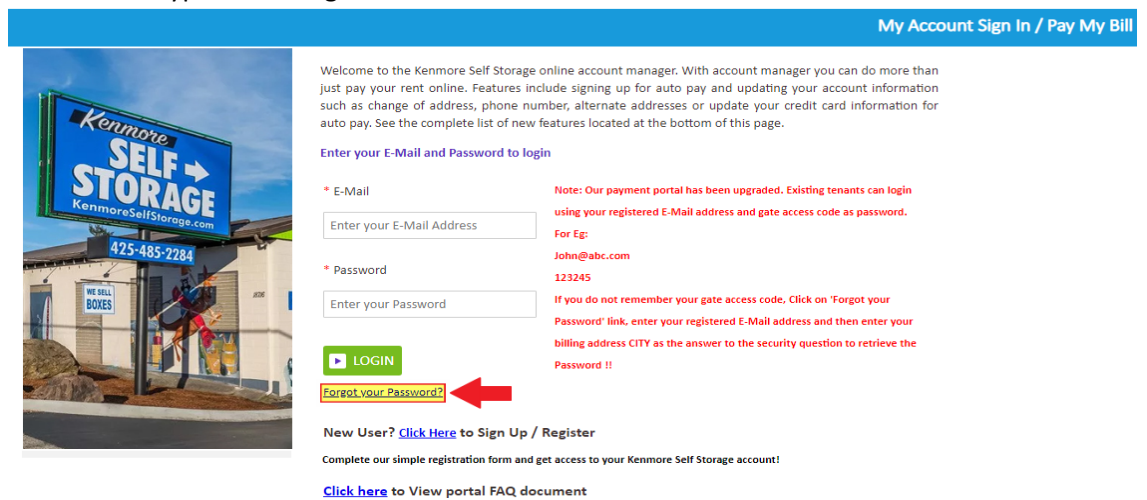 My Account Sign In / Pay My Bill
Welcome to the Kenmore Self Storage online account manager. With account manager you can do more than
just pay your rent online. Features include signing up for auto pay and updating your account information
such as change of address, phone number, alternate addresses or update your credit card information for
auto pay. See the complete list of new features located at the bottom of this page.
Enter your E-Mail and Password to login
* E-Mail
Enter your E-Mail Address
* Password
Enter your Password
LOGIN
Forgot your Password?
Note: Our payment portal has been upgraded. Existing tenants can login
using your registered E-Mail address and gate access code as password.
For Eg:
John@abc.com
123245
If you do not remember your gate access code, Click on 'Forgot your
Password' link, enter your registered E-Mail address and then enter your
billing address CITY as the answer to the security question to retrieve the
Password !!
New User? Click Here to Sign Up / Register
Complete our simple registration form and get access to your Kenmore Self Storage account!
Click here to View portal FAQ document
Kenmore
SELF
STORAGE
KenmoreSelfStorage.com
425-485-2284
WE SELL
BOXES